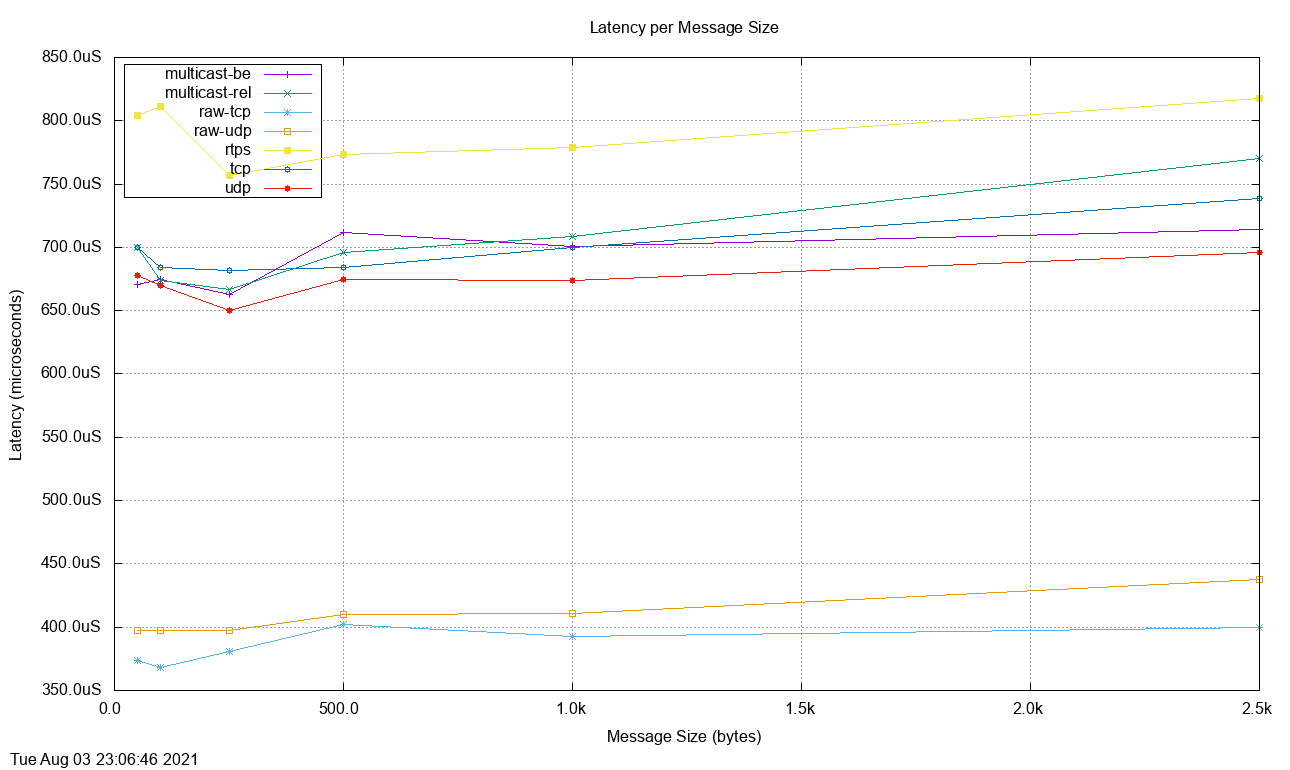 Latency per Message Size
850.0uS
800.0uS
750.0uS
700.0uS
650.0uS
600.0uS
550.0uS
500.0uS
450.0uS
400.0uS
350.0uS
multicast-be
multicast-rel
raw-tcp
raw-udp
rtps
tcp
udp
Latency (microseconds)
0.0 500.0 1.0k 1.5k 2.0k 2.5k
Message Size (bytes)
Tue Aug 03 23:06:46 2021